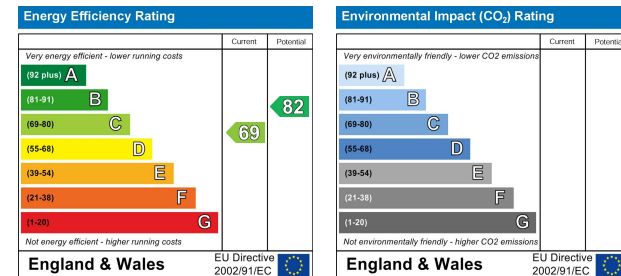 Energy Efficiency Rating
Current Potential
Very energy efficient - lower running costs
(92 plus) A
(81-91) B
(69-80) C
(55-68) D
(39-54) E
(21-38) F
(1-20) G
69
82
Not energy efficient - higher running costs
England & Wales
EU Directive
2002/91/EC
Environmental Impact (CO₂) Rating
Current Potentia
Very environmentally friendly - lower CO2 emissions
(92 plus) A
(81-91) B
(69-80) C
(55-68) D
(39-54) E
(21-38) F
(1-20) G
Not environmentally friendly - higher CO2 emissions
England & Wales
EU Directive
2002/91/EC